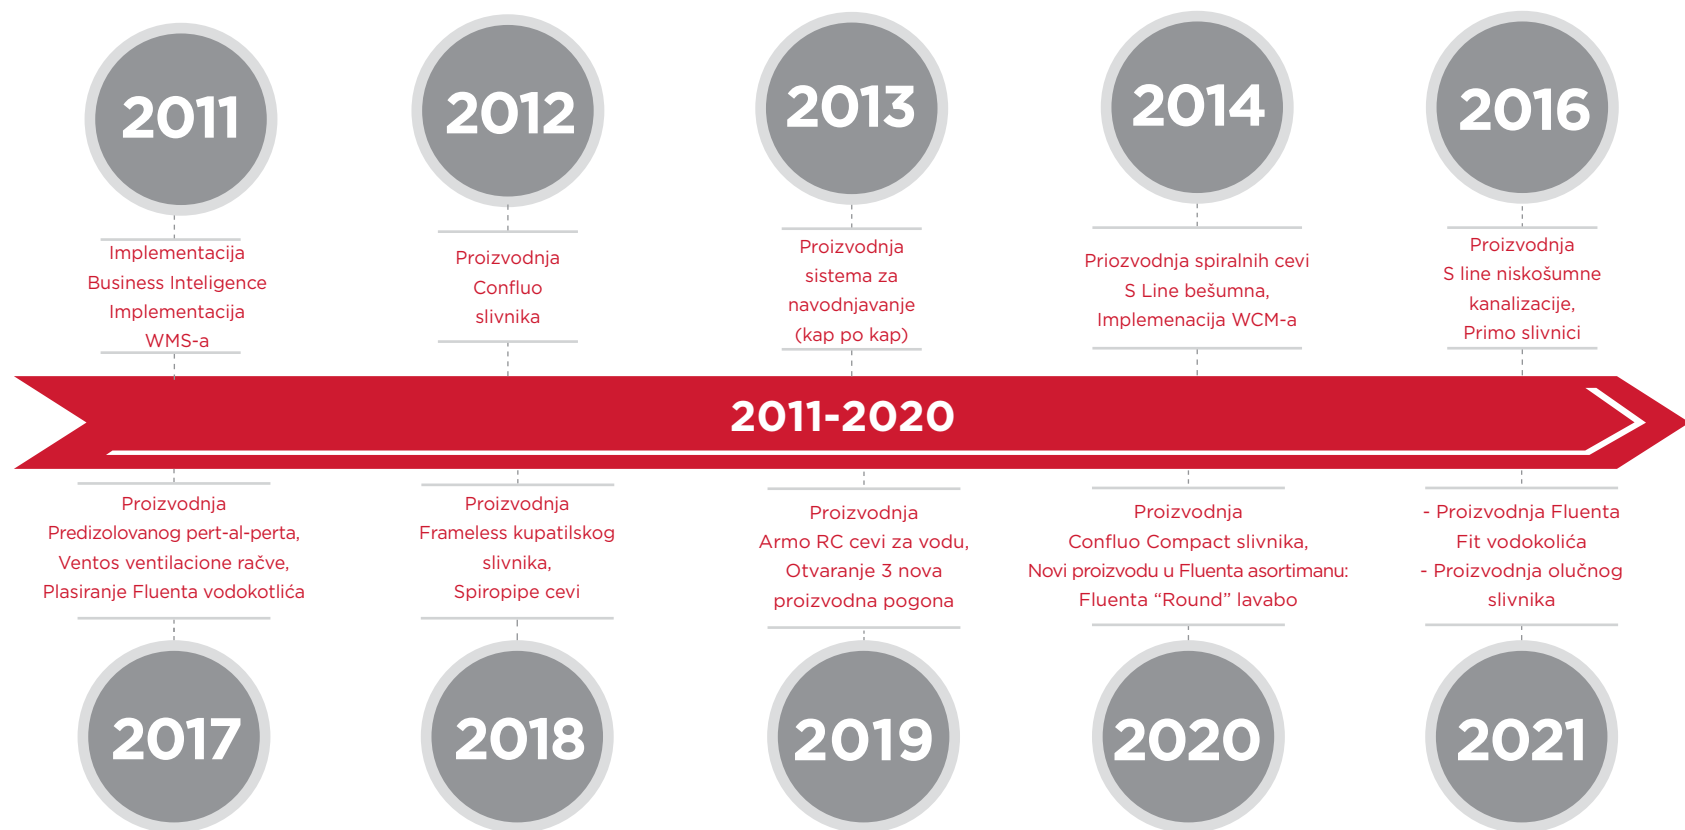 2011
Implementacija
Business Inteligence
Implementacija
WMS-a
2012
Proizvodnja
Confluo
slivnika
2013
Proizvodnja
sistema za
navodnjavanje
(kap po kap)
2014
Priozvodnja spiralnih cevi
S Line bešumna,
Implemenacija WCM-a
2016
Proizvodnja
S line niskošumne
kanalizacije,
Primo slivnici
2011-2020
Proizvodnja
Predizolovanog pert-al-perta,
Ventos ventilacione račve,
Plasiranje Fluenta vodokotlića
2017
Proizvodnja
Frameless kupatilskog
slivnika,
Spiropipe cevi
2018
Proizvodnja
Armo RC cevi za vodu,
Otvaranje 3 nova
proizvodna pogona
2019
Proizvodnja
Confluo Compact slivnika,
Novi proizvodu u Fluenta asortimanu:
Fluenta “Round” lavabo
2020
- Proizvodnja Fluenta
Fit vodokolića
- Proizvodnja olučnog
slivnika
2021